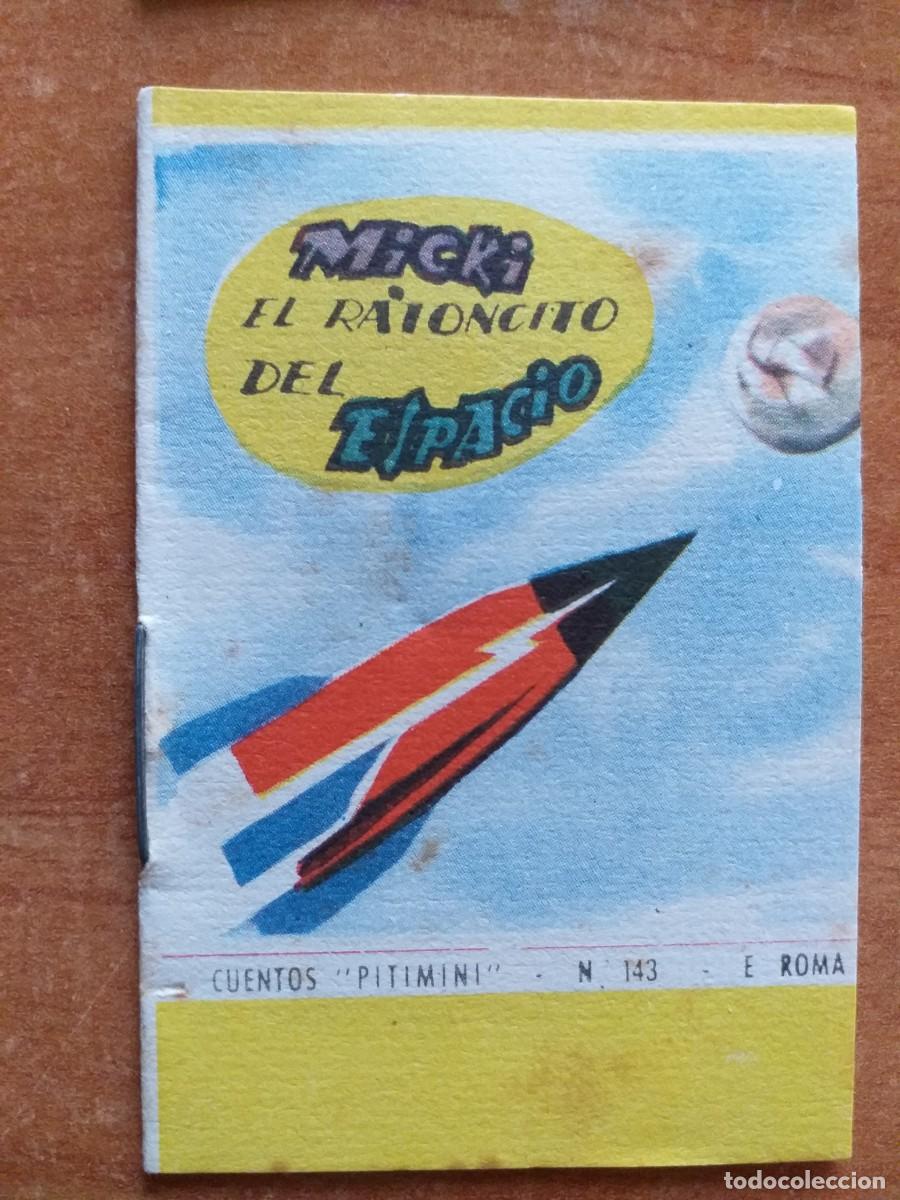 MiCKi
EL RATONCITO
DEL
ESPACiO
CUENTOS "PITIMINI" - N. 143 - E ROMA
todocoleccion